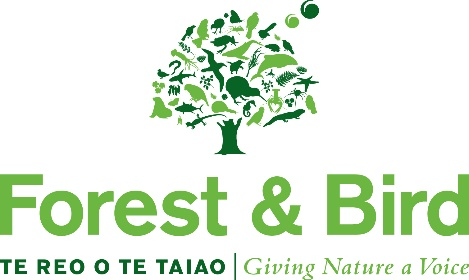 Forest & Bird
TE REO O TE TAIAO | Giving Nature a Voice